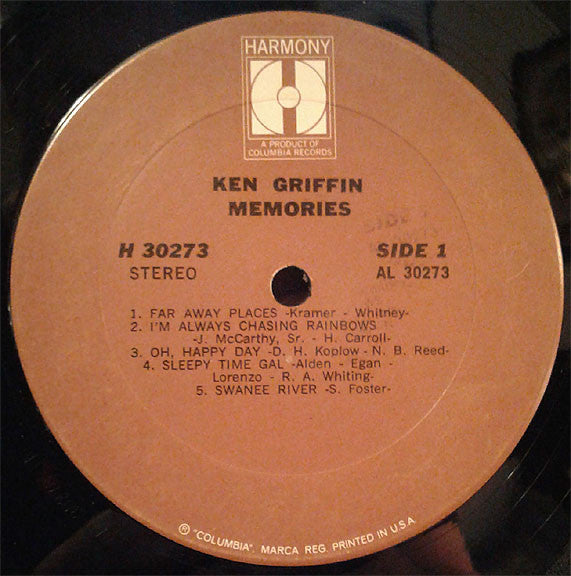 HARMONY
A PRODUCT OF
COLUMBIA RECORDS
KEN GRIFFIN
MEMORIES
H 30273
SIDE 1
STEREO
AL 30273
1. FAR AWAY PLACES -Kramer - Whitney-
2. I'M ALWAYS CHASING RAINBOWS
-J. McCarthy, Sr. - H. Carroll-
3. OH, HAPPY DAY -D. H. Koplow - N. B. Reed-
4. SLEEPY TIME GAL -Alden - Egan -
Lorenzo - R. A. Whiting-
5. SWANEE RIVER -S. Foster-
® "COLUMBIA", MARCA REG. PRINTED IN U.S.A.